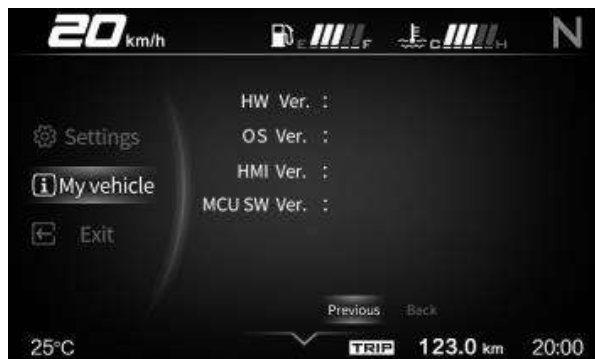 20 km/h E F C H N
HW Ver. :
Settings OS Ver. :
HMI Ver. :
My vehicle
MCU SW Ver. :
Exit
Previous Back
25°C TRIP 123.0 km 20:00